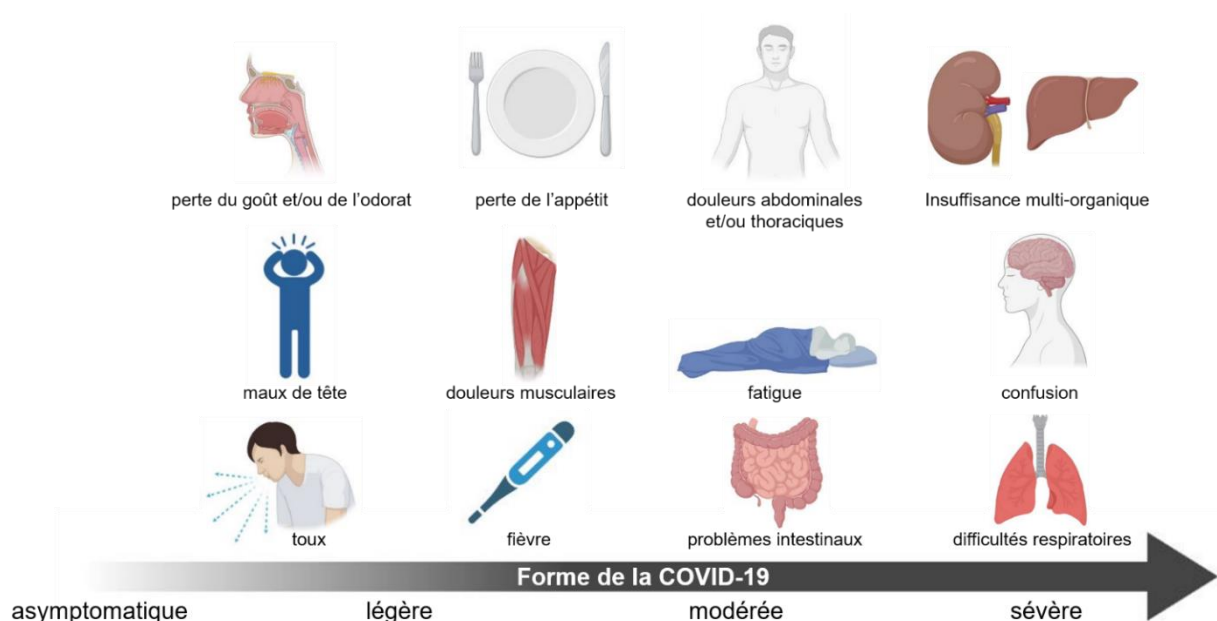 perte du goût et/ou de l'odorat
perte de l'appétit
douleurs abdominales
et/ou thoraciques
Insuffisance multi-organique
maux de tête
douleurs musculaires
fatigue
confusion
toux
fièvre
problèmes intestinaux
difficultés respiratoires
Forme de la COVID-19
asymptomatique
légère
modérée
sévère